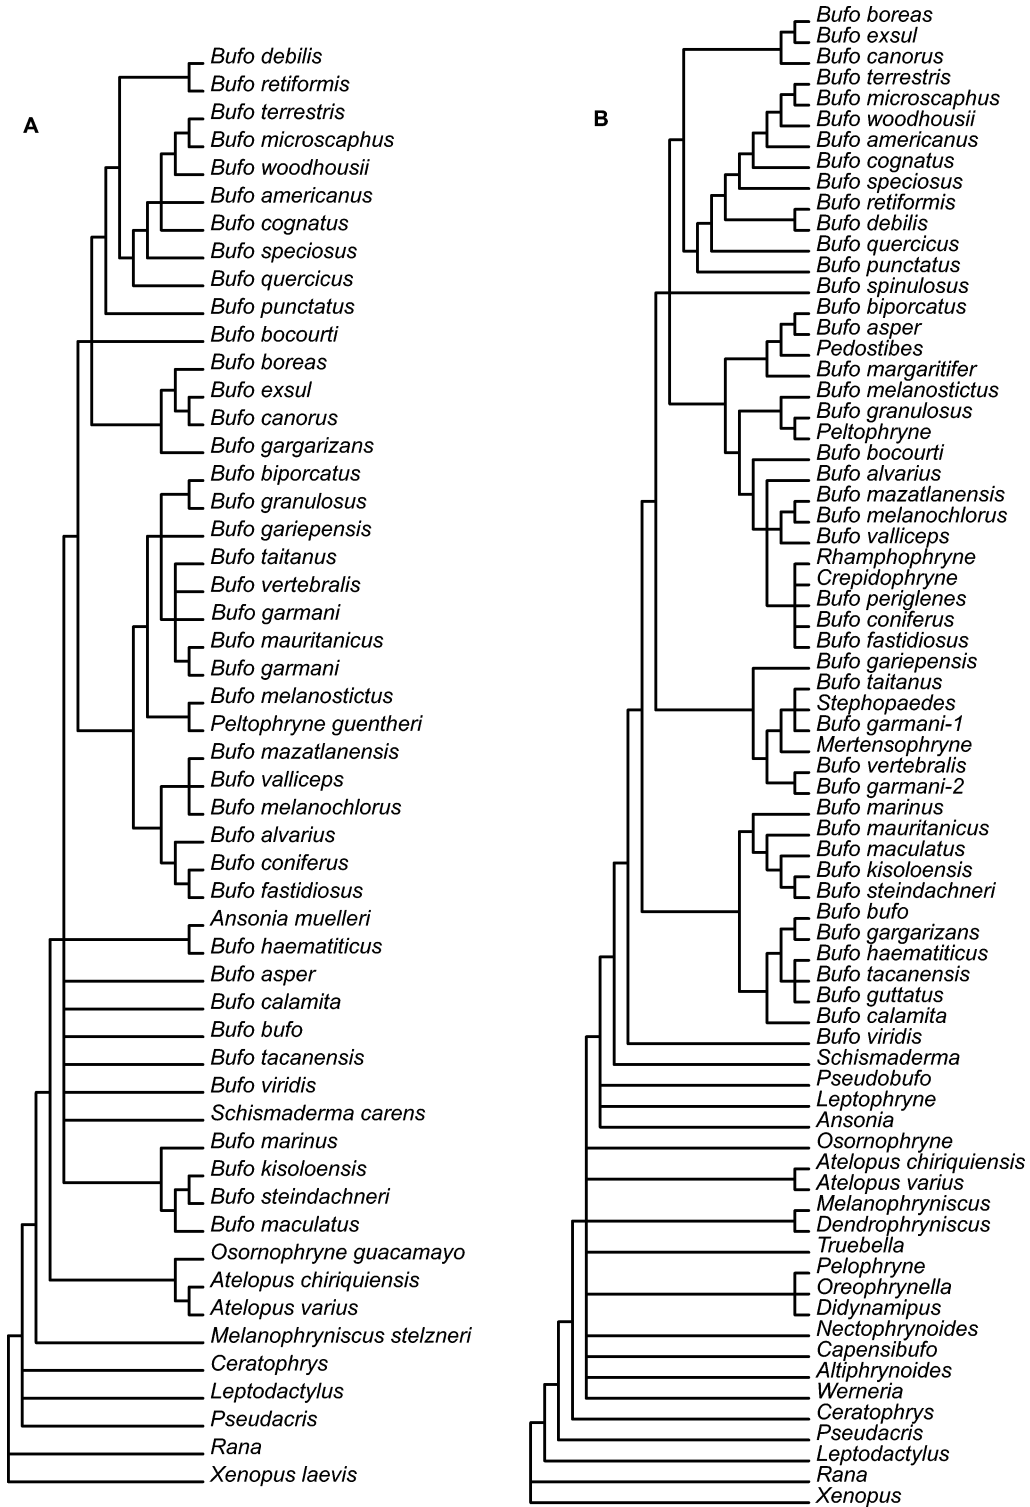 A
Bufo debilis
Bufo retiformis
Bufo terrestris
Bufo microscaphus
Bufo woodhousii
Bufo americanus
Bufo cognatus
Bufo speciosus
Bufo quercicus
Bufo punctatus
Bufo bocourti
Bufo boreas
Bufo exsul
Bufo canorus
Bufo gargarizans
Bufo biporcatus
Bufo granulosus
Bufo gariepensis
Bufo taitanus
Bufo vertebralis
Bufo garmani
Bufo mauritanicus
Bufo garmani
Bufo melanostictus
Peltophryne guentheri
Bufo mazatlanensis
Bufo valliceps
Bufo melanochlorus
Bufo alvarius
Bufo coniferus
Bufo fastidiosus
Ansonia muelleri
Bufo haematiticus
Bufo asper
Bufo calamita
Bufo bufo
Bufo tacanensis
Bufo viridis
Schismaderma carens
Bufo marinus
Bufo kisoloensis
Bufo steindachneri
Bufo maculatus
Osornophryne guacamayo
Atelopus chiriquiensis
Atelopus varius
Melanophryniscus stelzneri
Ceratophrys
Leptodactylus
Pseudacris
Rana
Xenopus laevis
B
Bufo boreas
Bufo exsul
Bufo canorus
Bufo terrestris
Bufo microscaphus
Bufo woodhousii
Bufo americanus
Bufo cognatus
Bufo speciosus
Bufo retiformis
Bufo debilis
Bufo quercicus
Bufo punctatus
Bufo spinulosus
Bufo biporcatus
Bufo asper
Pedostibes
Bufo margaritifer
Bufo melanostictus
Bufo granulosus
Peltophryne
Bufo bocourti
Bufo alvarius
Bufo mazatlanensis
Bufo melanochlorus
Bufo valliceps
Rhamphophryne
Crepidophryne
Bufo periglenes
Bufo coniferus
Bufo fastidiosus
Bufo gariepensis
Bufo taitanus
Stephopaedes
Bufo garmani-1
Mertensophryne
Bufo vertebralis
Bufo garmani-2
Bufo marinus
Bufo mauritanicus
Bufo maculatus
Bufo kisoloensis
Bufo steindachneri
Bufo bufo
Bufo gargarizans
Bufo haematiticus
Bufo tacanensis
Bufo guttatus
Bufo calamita
Bufo viridis
Schismaderma
Pseudobufo
Leptophryne
Ansonia
Osornophryne
Atelopus chiriquiensis
Atelopus varius
Melanophryniscus
Dendrophryniscus
Truebella
Pelophryne
Oreophrynella
Didynamipus
Nectophrynoides
Capensibufo
Altiphrynoides
Werneria
Ceratophrys
Pseudacris
Leptodactylus
Rana
Xenopus